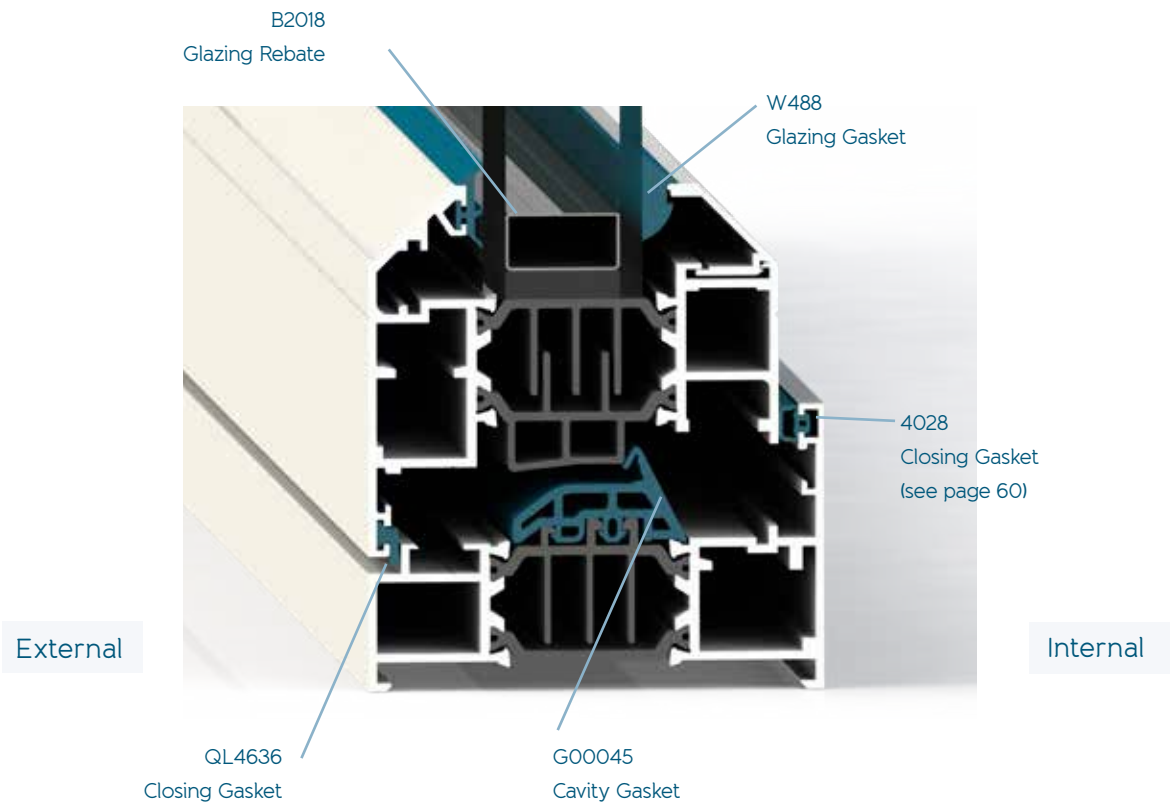 B2018
Glazing Rebate
W488
Glazing Gasket
4028
Closing Gasket
(see page 60)
External
Internal
QL4636
Closing Gasket
G00045
Cavity Gasket